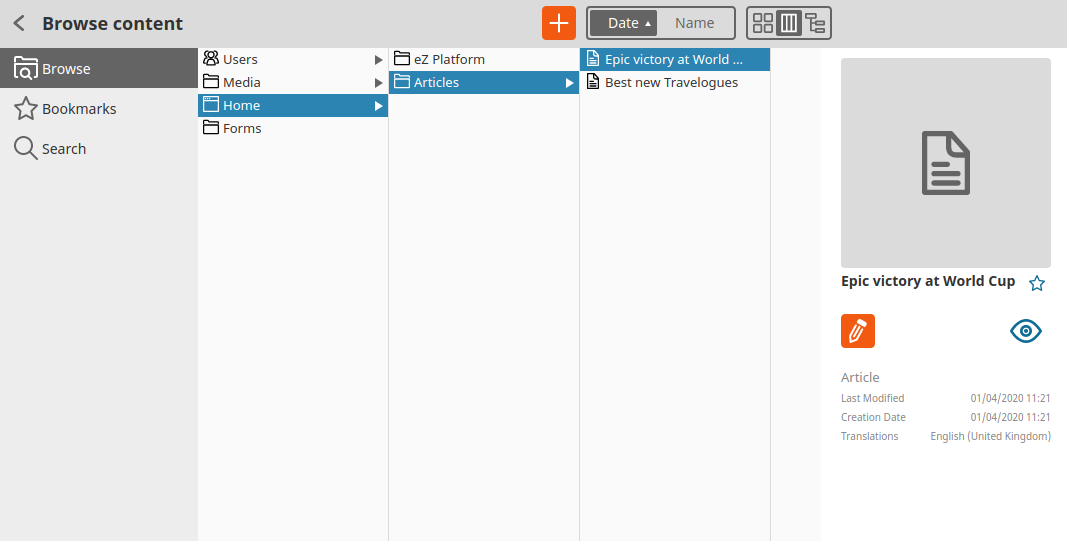 Browse content
Date Name
Browse
Bookmarks
Search
Users
Media
Home
Forms
eZ Platform
Articles
Epic victory at World ...
Best new Travelogues
Epic victory at World Cup
Article
Last Modified 01/04/2020 11:21
Creation Date 01/04/2020 11:21
Translations English (United Kingdom)